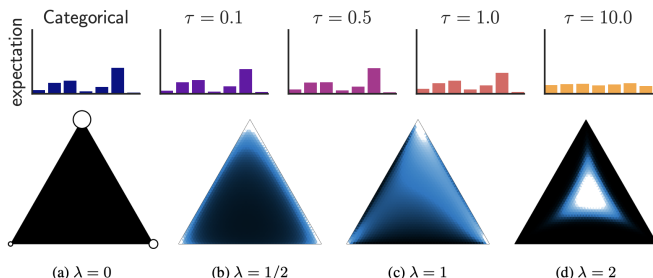 Categorical τ = 0.1 τ = 0.5 τ = 1.0 τ = 10.0
expectation
(a) λ = 0 (b) λ = 1/2 (c) λ = 1 (d) λ = 2